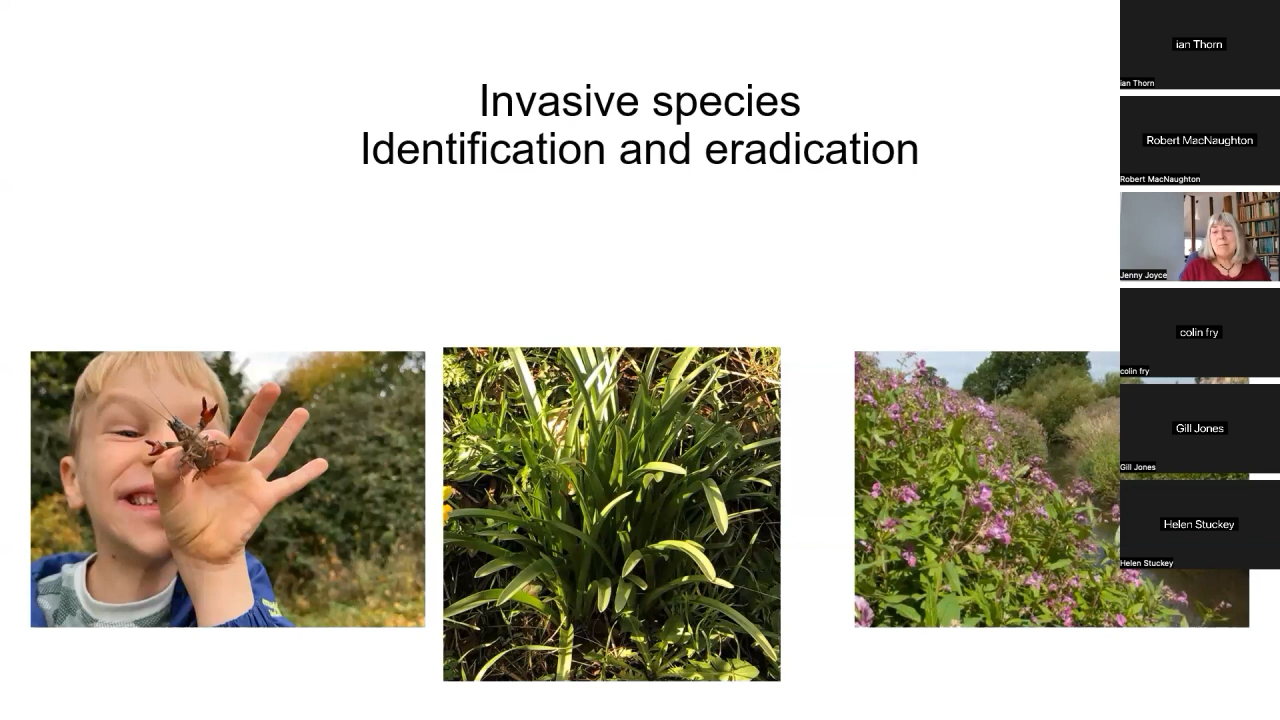 Invasive species
Identification and eradication
ian Thorn
ian Thorn
Robert MacNaughton
Robert MacNaughton
Jenny Joyce
colin fry
colin fry
Gill Jones
Gill Jones
Helen Stuckey
Helen Stuckey